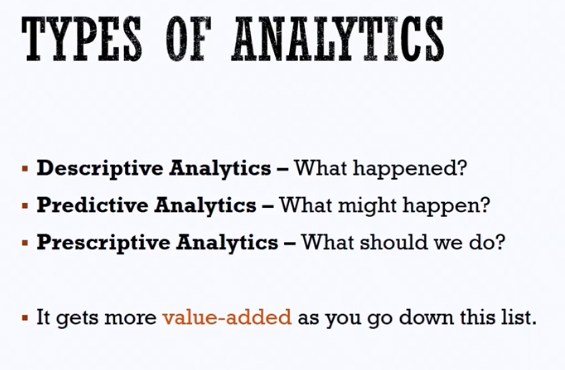 TYPES OF ANALYTICS
▪ Descriptive Analytics – What happened?
▪ Predictive Analytics – What might happen?
▪ Prescriptive Analytics – What should we do?
▪ It gets more value-added as you go down this list.